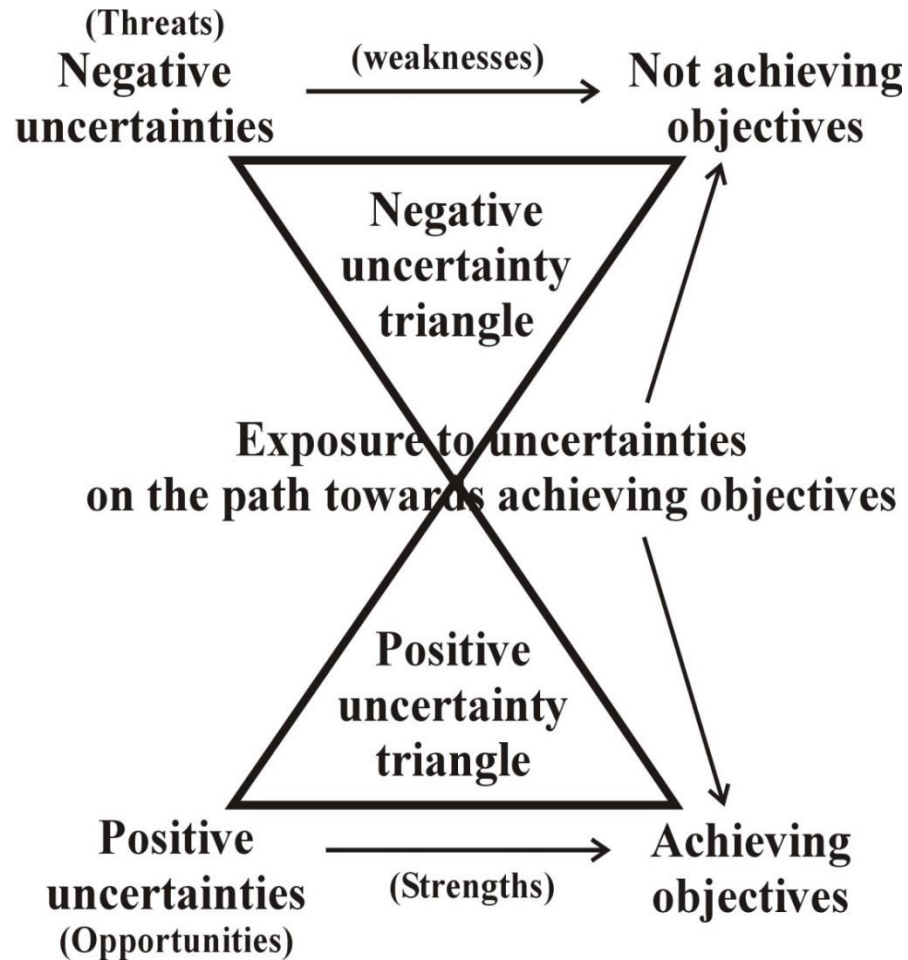 (Threats)
Negative
uncertainties
(weaknesses)
Not achieving
objectives
Negative
uncertainty
triangle
Exposure to uncertainties
on the path towards achieving objectives
Positive
uncertainty
triangle
Positive
uncertainties
(Opportunities)
(Strengths)
Achieving
objectives